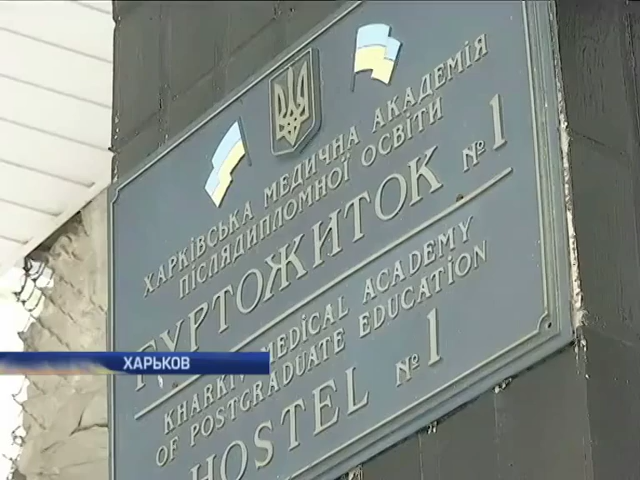 ХАРКІВСЬКА МЕДИЧНА АКАДЕМІЯ
ПІСЛЯДИПЛОМНОЇ ОСВІТИ
ГУРТОЖИТОК №1
KHARKIV MEDICAL ACADEMY
OF POSTGRADUATE EDUCATION
HOSTEL №1
ХАРЬКОВ